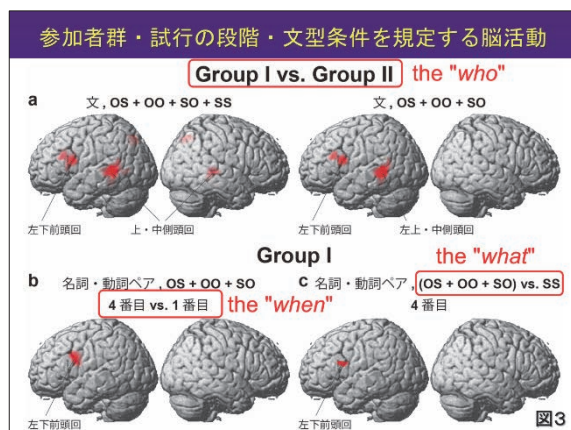 参加者群・試行の段階・文型条件を規定する脳活動
Group I vs. Group II the "who"
a
文 , OS + OO + SO + SS
文 , OS + OO + SO
左下前頭回
上・中側頭回
左下前頭回
左上・中側頭回
Group I
the "what"
b 名詞・動詞ペア , OS + OO + SO
4 番目 vs. 1 番目 the "when"
c 名詞・動詞ペア , (OS + OO + SO) vs. SS
4 番目
左下前頭回
左下前頭回
図3